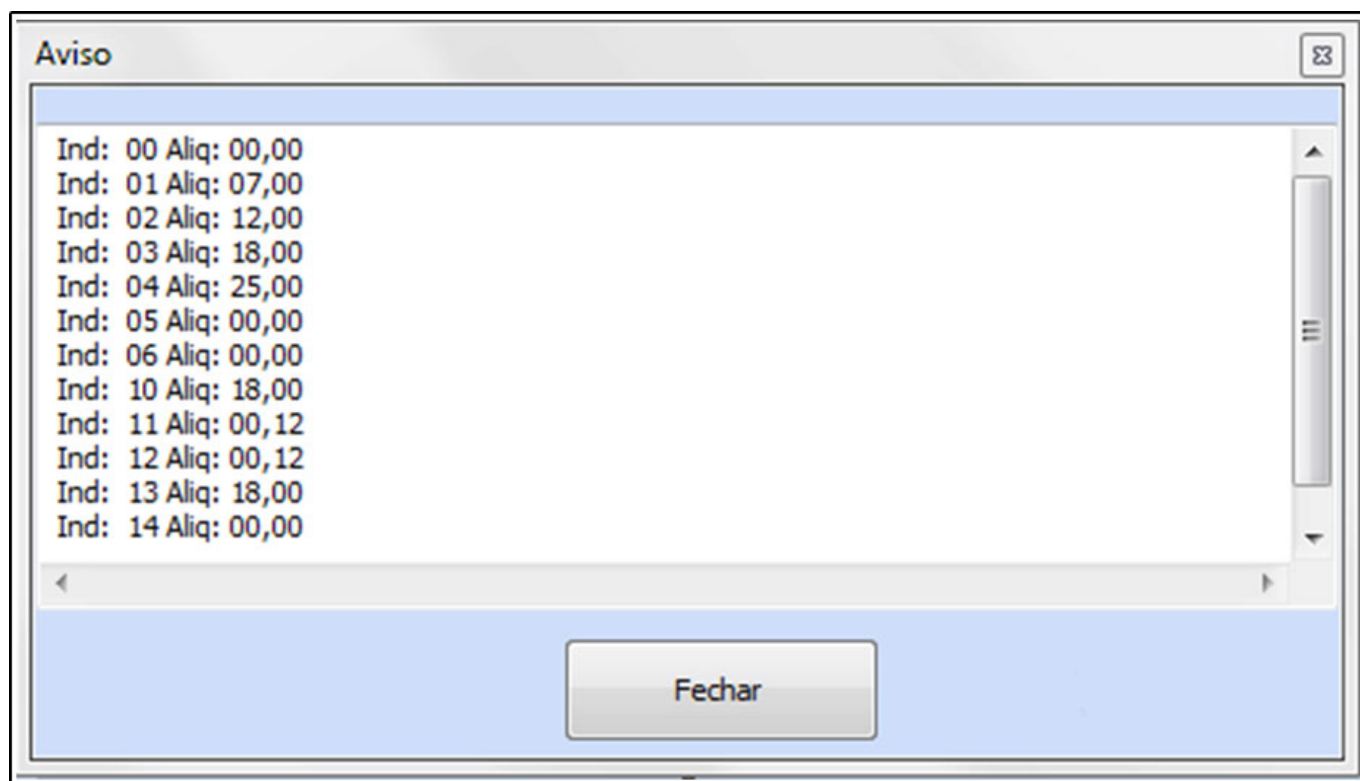 Aviso
Ind: 00 Aliq: 00,00
Ind: 01 Aliq: 07,00
Ind: 02 Aliq: 12,00
Ind: 03 Aliq: 18,00
Ind: 04 Aliq: 25,00
Ind: 05 Aliq: 00,00
Ind: 06 Aliq: 00,00
Ind: 10 Aliq: 18,00
Ind: 11 Aliq: 00,12
Ind: 12 Aliq: 00,12
Ind: 13 Aliq: 18,00
Ind: 14 Aliq: 00,00
Fechar